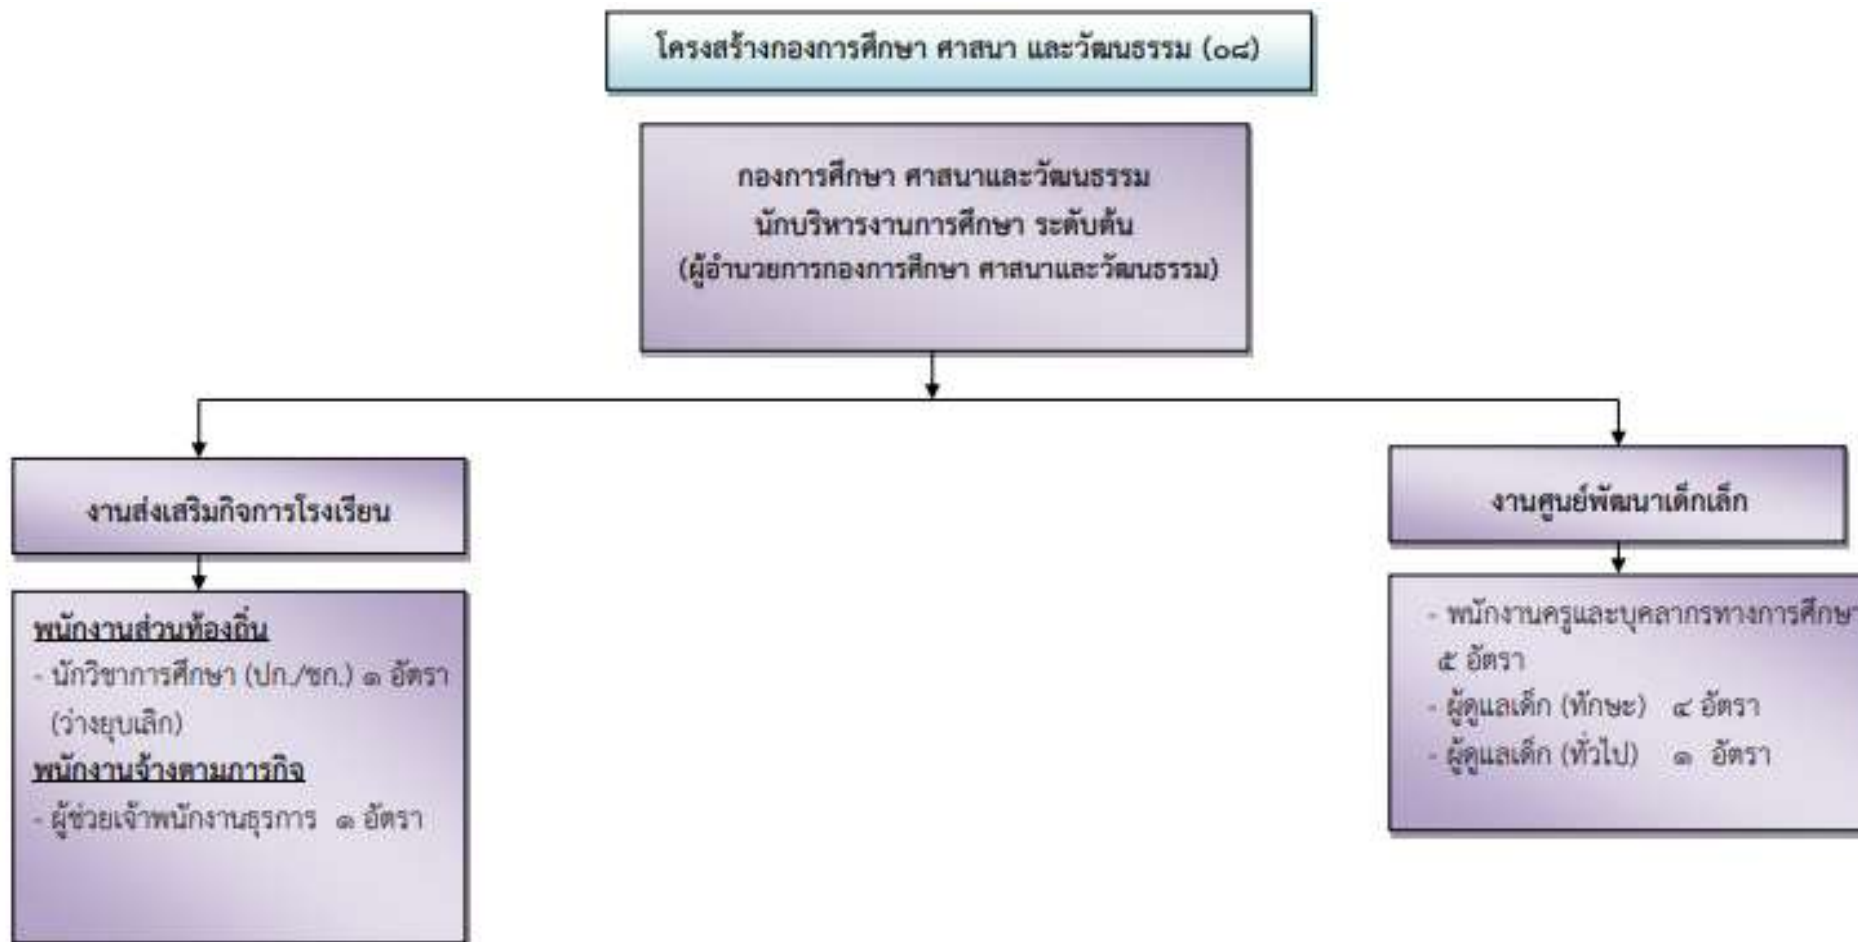 โครงสร้างกองการศึกษา ศาสนา และวัฒนธรรม (๐๘)
กองการศึกษา ศาสนาและวัฒนธรรม
นักบริหารงานการศึกษา ระดับต้น
(ผู้อำนวยการกองการศึกษา ศาสนาและวัฒนธรรม)
งานส่งเสริมกิจการโรงเรียน
พนักงานส่วนท้องถิ่น
- นักวิชาการศึกษา (ปก./ชก.) ๑ อัตรา
(ว่างยุบเลิก)
พนักงานจ้างตามภารกิจ
- ผู้ช่วยเจ้าพนักงานธุรการ ๑ อัตรา
งานศูนย์พัฒนาเด็กเล็ก
- พนักงานครูและบุคลากรทางการศึกษา
๕ อัตรา
- ผู้ดูแลเด็ก (ทักษะ) ๔ อัตรา
- ผู้ดูแลเด็ก (ทั่วไป) ๑ อัตรา